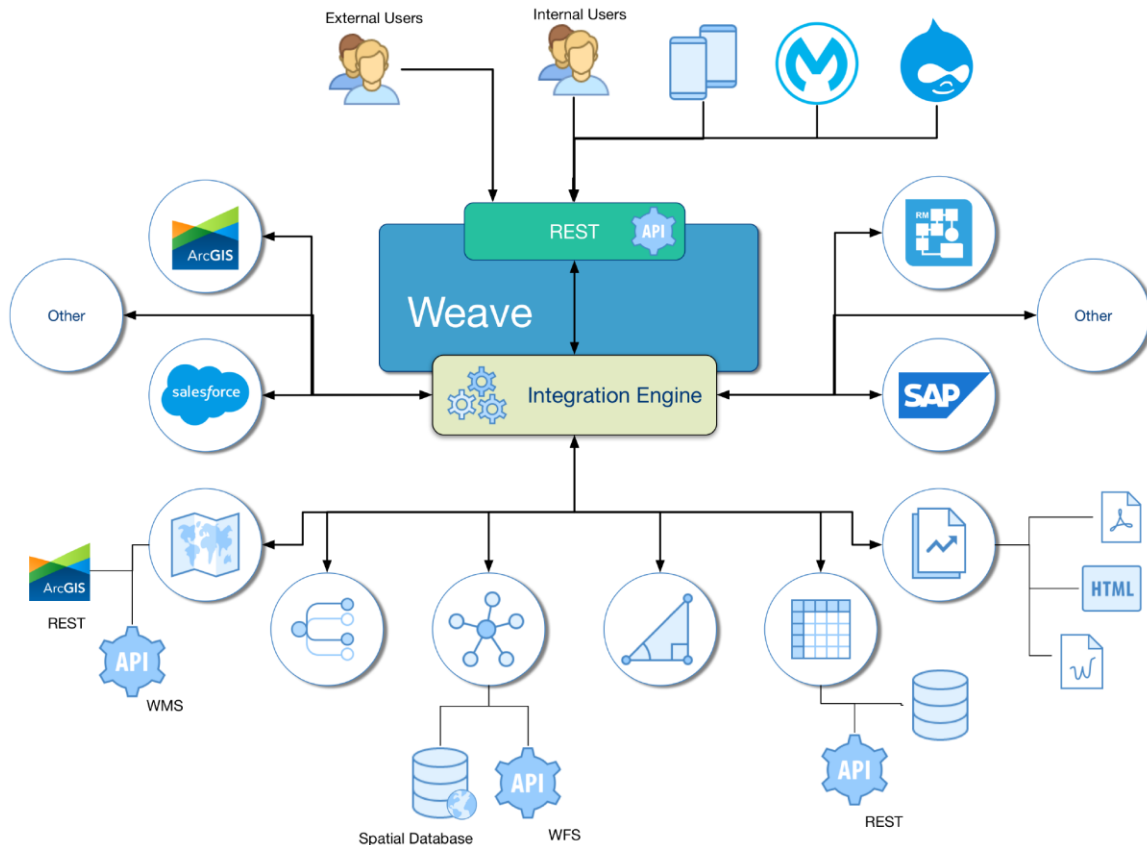 External Users
Internal Users
REST
API
RM
ArcGIS
Weave
Other
Other
salesforce
Integration Engine
SAP
ArcGIS
REST
API
WMS
HTML
W
API
API
Spatial Database
WFS
REST